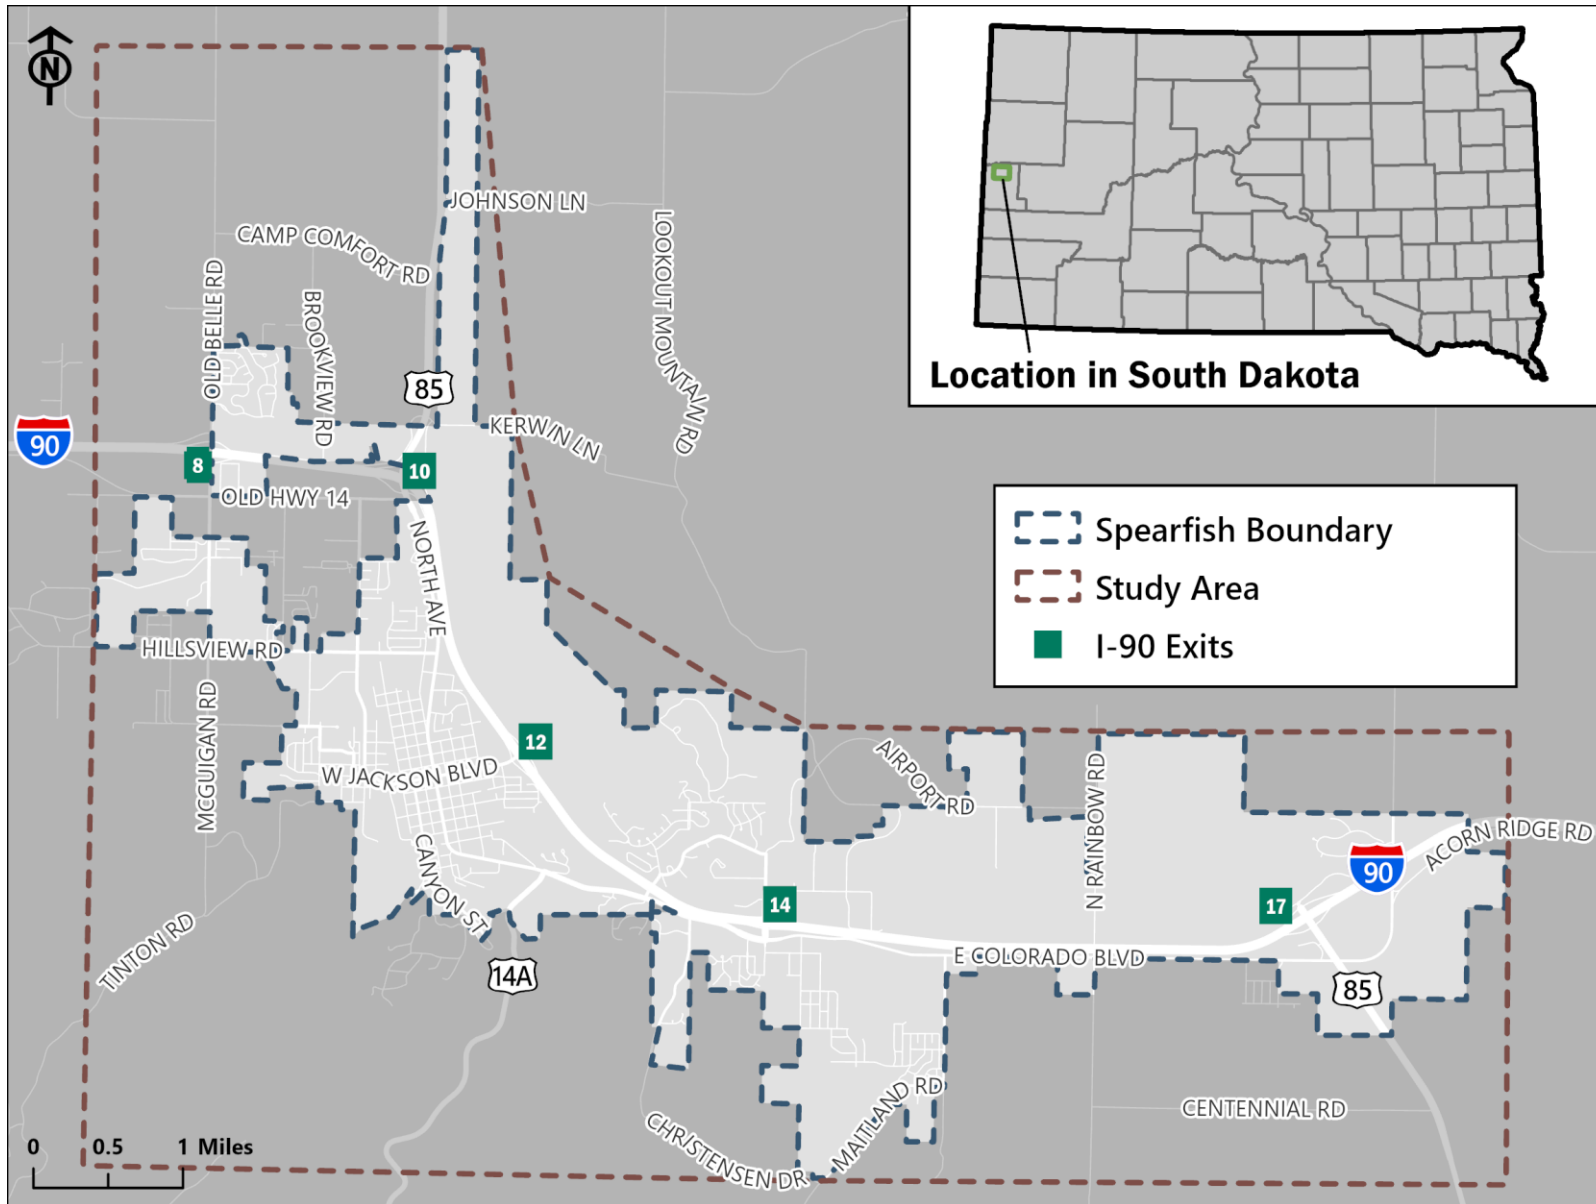 N
Location in South Dakota
JOHNSON LN
CAMP COMFORT RD
OLD BELLE RD
BROOKVIEW RD
LOOKOUT MOUNTAIN RD
85
KERWIN LN
90
8
10
OLD HWY 14
NORTH AVE
Spearfish Boundary
Study Area
I-90 Exits
HILLSVIEW RD
MCGUIGAN RD
12
W JACKSON BLVD
AIRPORT RD
N RAINBOW RD
ACORN RIDGE RD
90
CANYON ST
14
17
TINTON RD
E COLORADO BLVD
14A
85
MAITLAND RD
CENTENNIAL RD
CHRISTENSEN DR
0 0.5 1 Miles